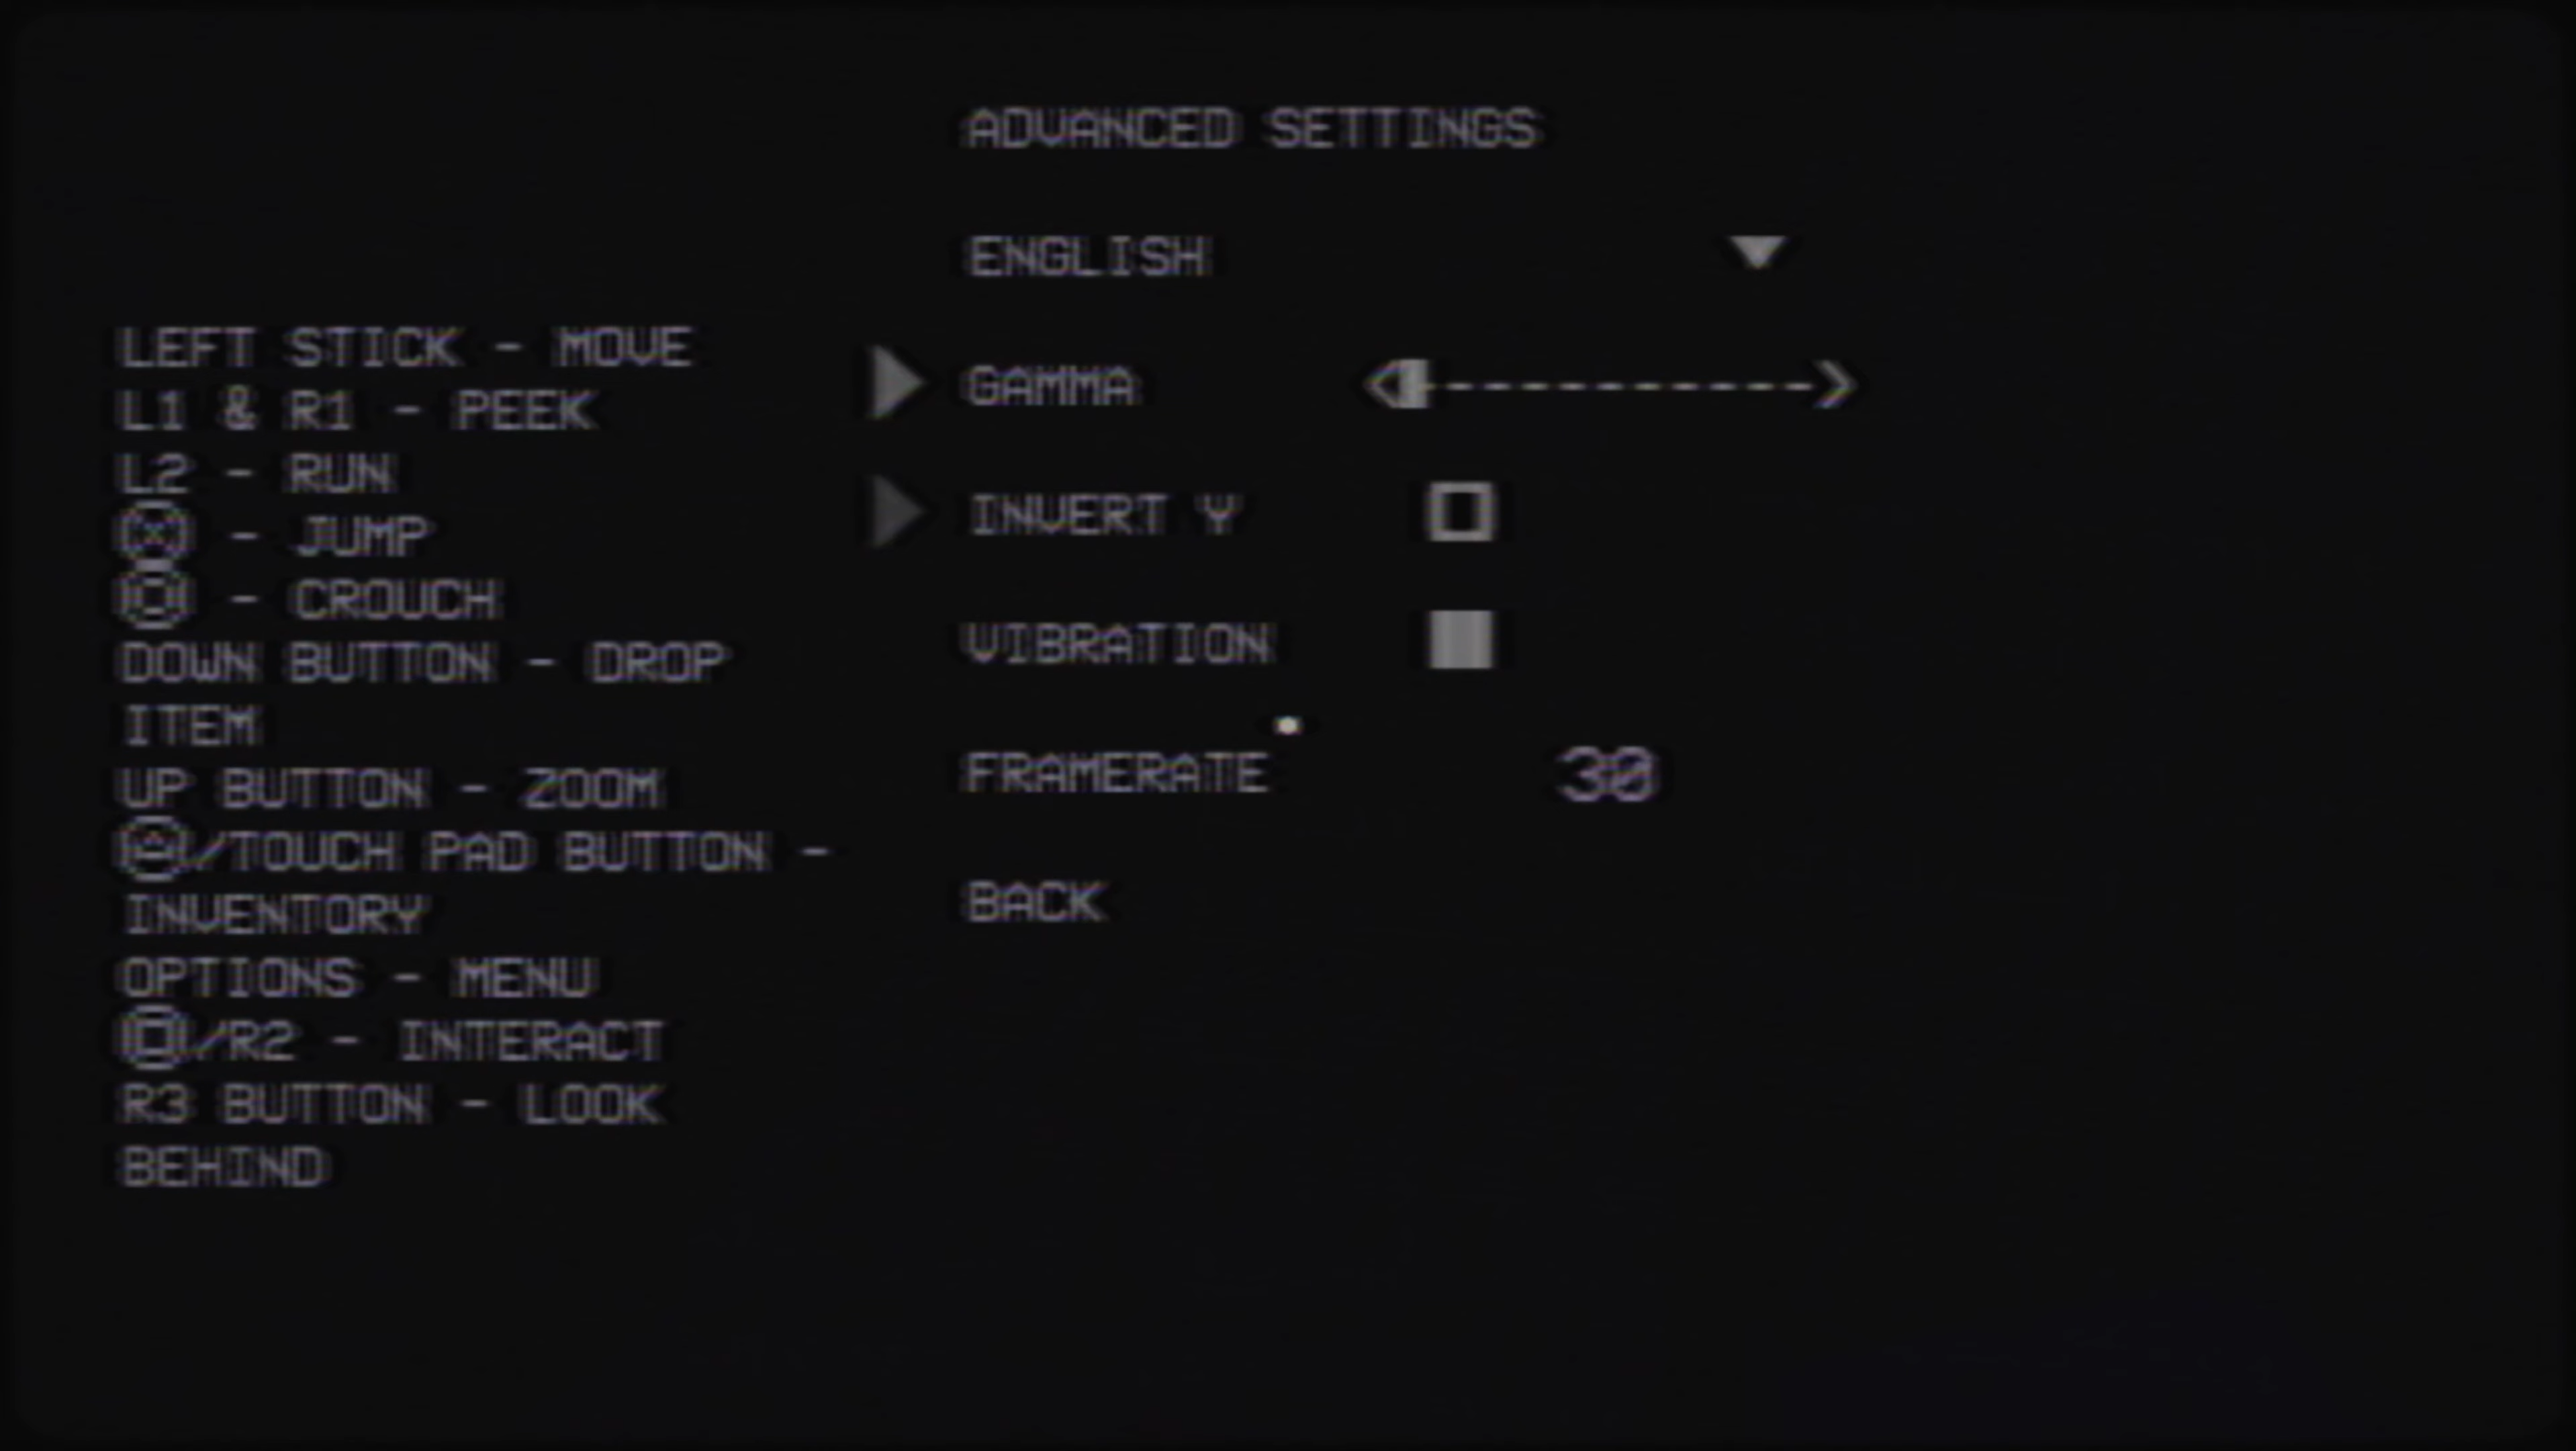 ADVANCED SETTINGS
ENGLISH
GAMMA
INVERT Y
VIBRATION
FRAMERATE 30
BACK
LEFT STICK - MOVE
L1 & R1 - PEEK
L2 - RUN
- JUMP
- CROUCH
DOWN BUTTON - DROP
ITEM
UP BUTTON - ZOOM
/TOUCH PAD BUTTON -
INVENTORY
OPTIONS - MENU
/R2 - INTERACT
R3 BUTTON - LOOK
BEHIND